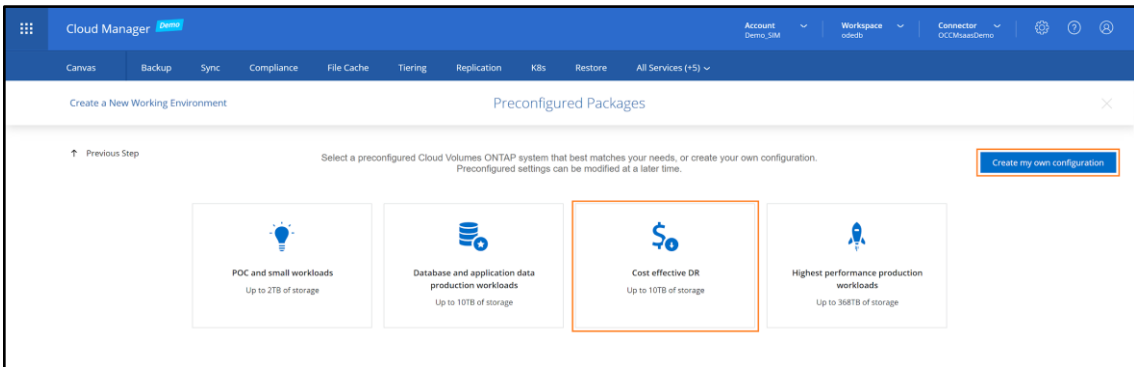 Cloud Manager Demo
Account
Demo_SIM
Workspace
odedb
Connector
OCCMsaasDemo
Canvas Backup Sync Compliance File Cache Tiering Replication K8s Restore All Services (+5)
Create a New Working Environment
Preconfigured Packages
Previous Step
Select a preconfigured Cloud Volumes ONTAP system that best matches your needs, or create your own configuration.
Preconfigured settings can be modified at a later time.
Create my own configuration
POC and small workloads
Up to 2TB of storage
Database and application data
production workloads
Up to 10TB of storage
Cost effective DR
Up to 10TB of storage
Highest performance production
workloads
Up to 368TB of storage